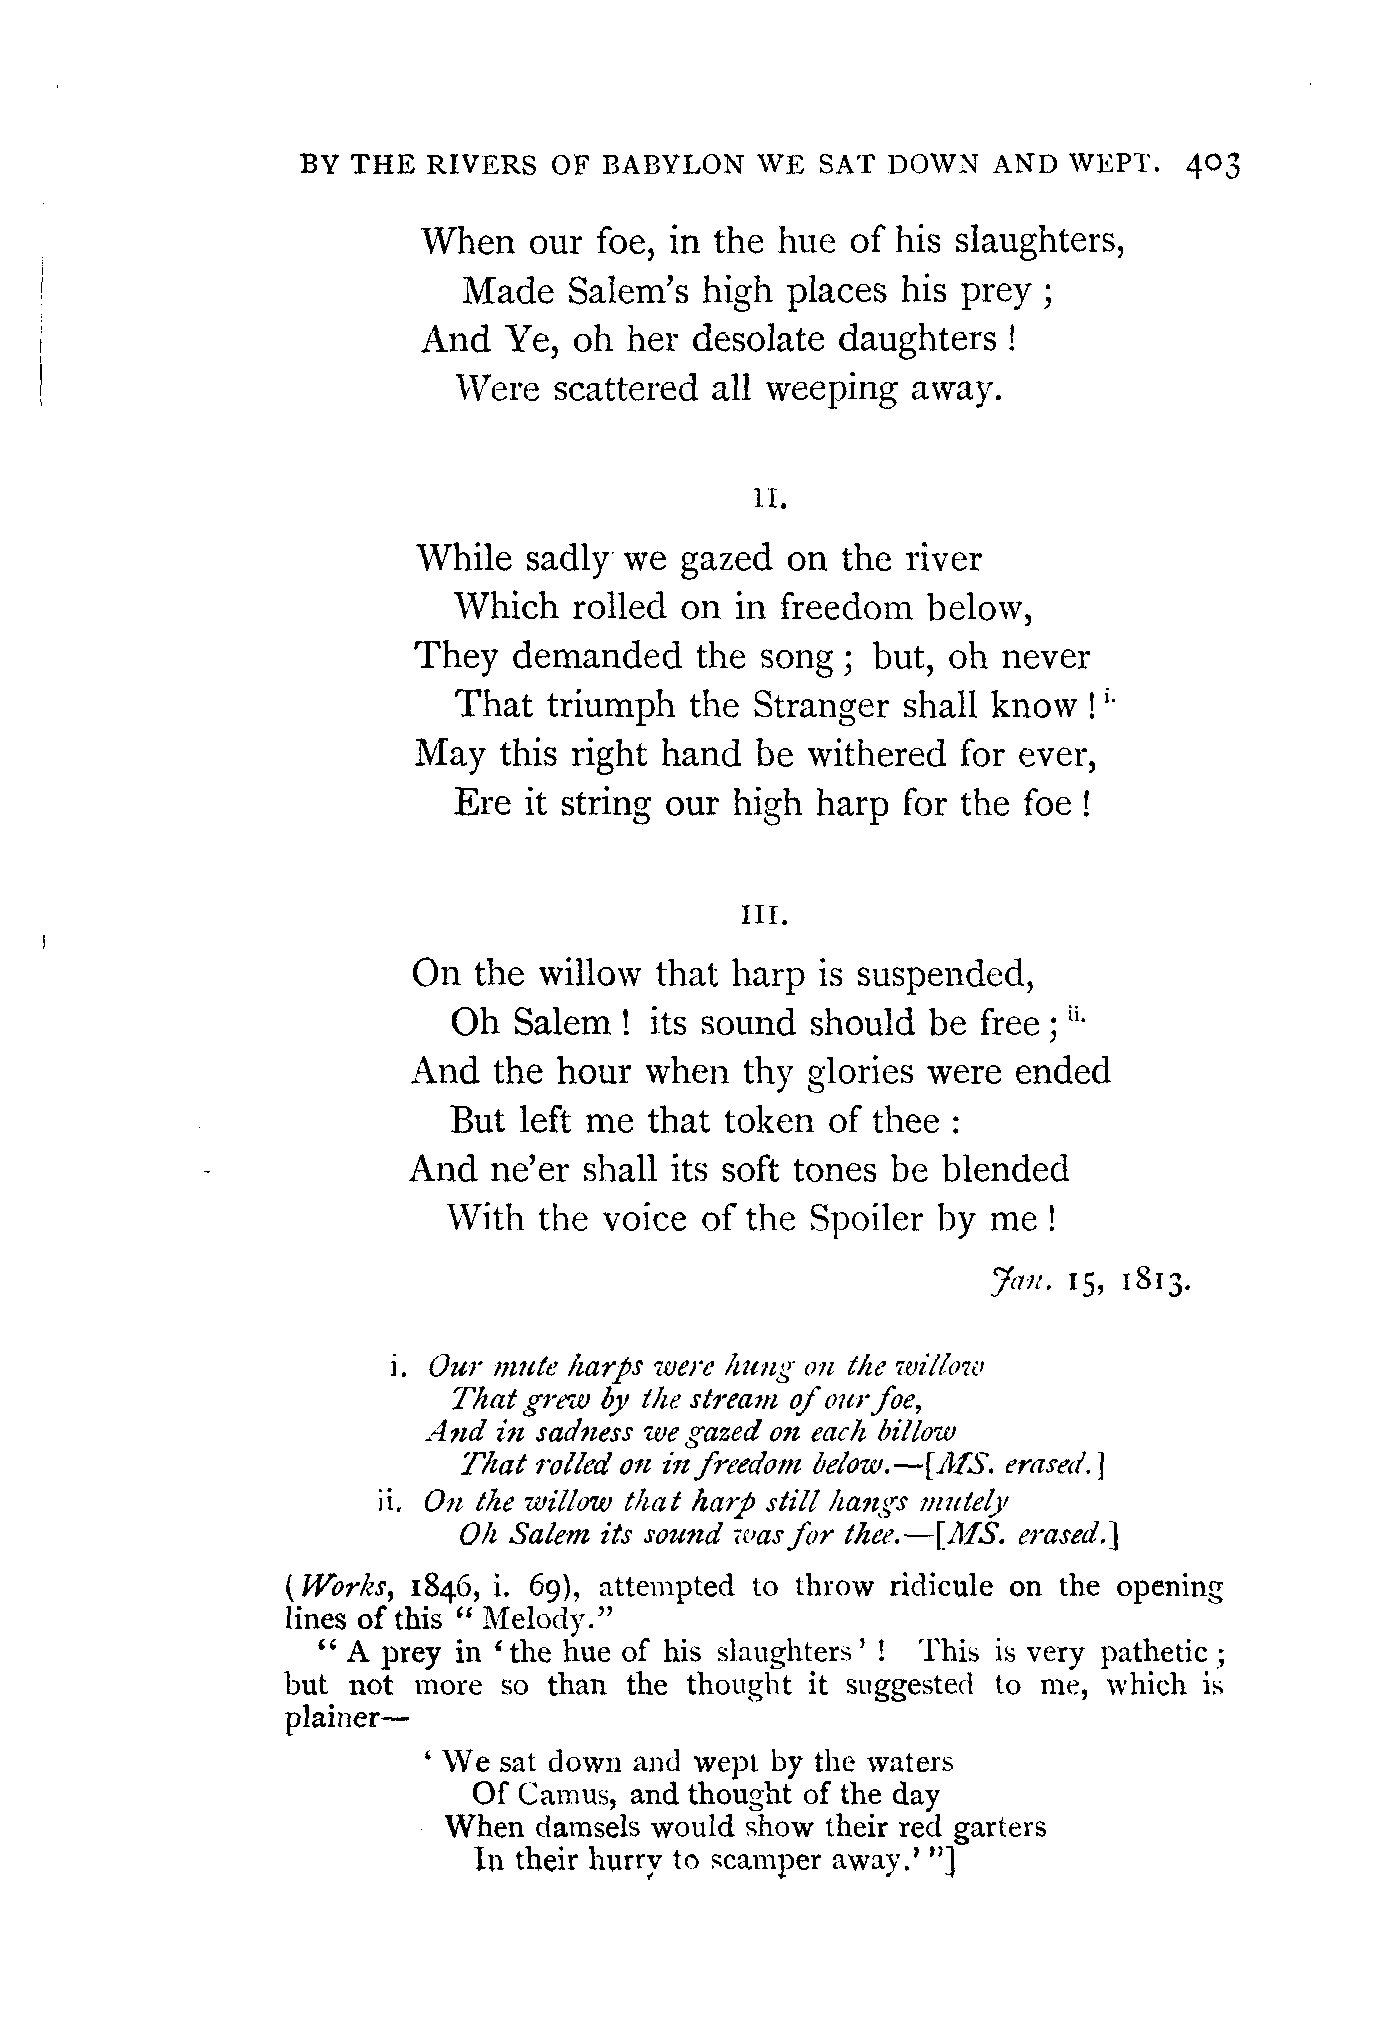 BY THE RIVERS OF BABYLON WE SAT DOWN AND WEPT. 403
When our foe, in the hue of his slaughters,
Made Salem's high places his prey ;
And Ye, oh her desolate daughters !
Were scattered all weeping away.
II.
While sadly we gazed on the river
Which rolled on in freedom below,
They demanded the song ; but, oh never
That triumph the Stranger shall know ! i.
May this right hand be withered for ever,
Ere it string our high harp for the foe !
III.
On the willow that harp is suspended,
Oh Salem ! its sound should be free ; ii.
And the hour when thy glories were ended
But left me that token of thee :
And ne'er shall its soft tones be blended
With the voice of the Spoiler by me !
Jan. 15, 1813.
i. Our mute harps were hung on the willow
That grew by the stream of our foe,
And in sadness we gazed on each billow
That rolled on in freedom below.—[MS. erased.]
ii. On the willow that harp still hangs mutely
Oh Salem its sound was for thee.—[MS. erased.]
(Works, 1846, i. 69), attempted to throw ridicule on the opening
lines of this “ Melody.”
“ A prey in ‘ the hue of his slaughters ’ ! This is very pathetic ;
but not more so than the thought it suggested to me, which is
plainer—
‘ We sat down and wept by the waters
Of Camus, and thought of the day
When damsels would show their red garters
In their hurry to scamper away.’ ”]